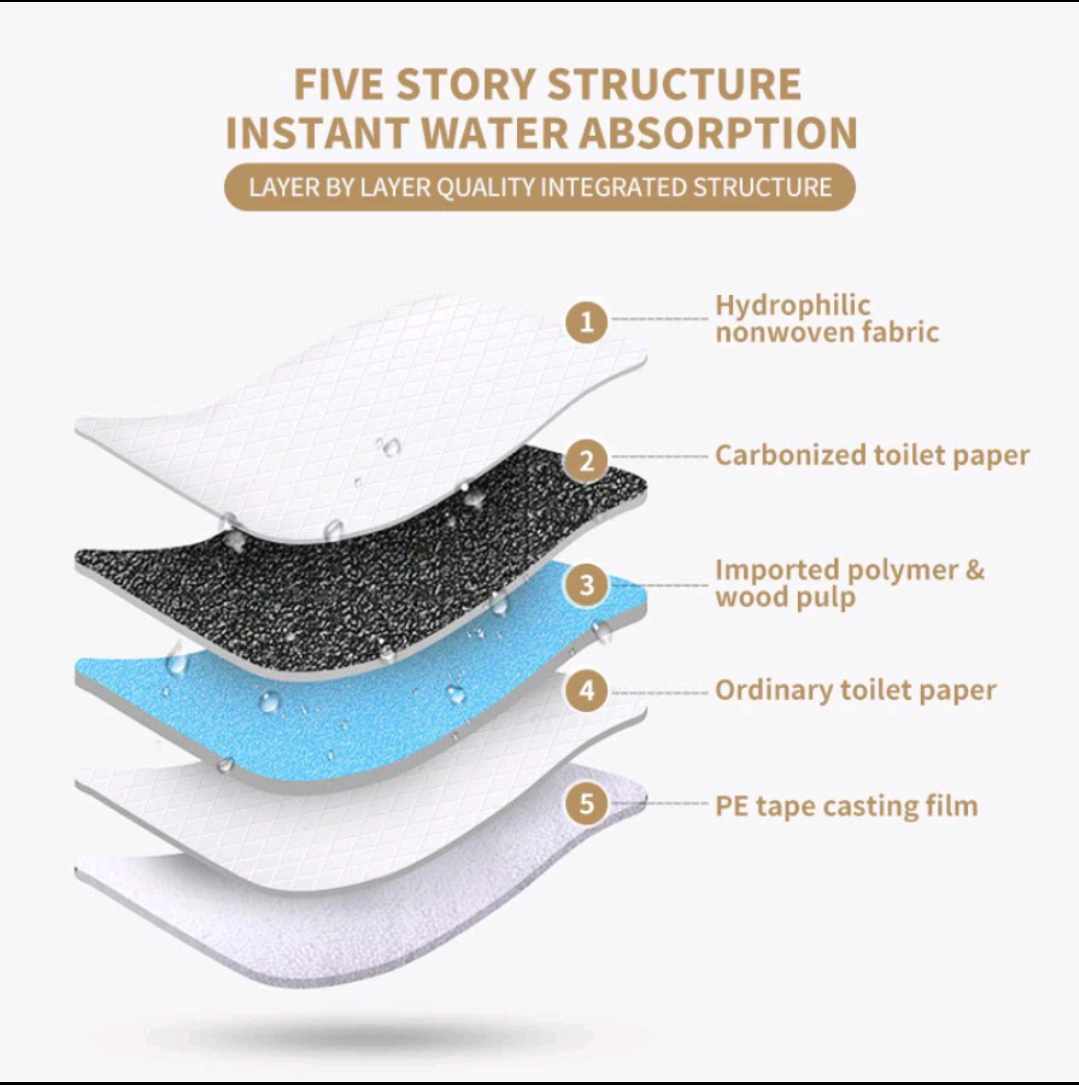 FIVE STORY STRUCTURE
INSTANT WATER ABSORPTION
LAYER BY LAYER QUALITY INTEGRATED STRUCTURE
1
Hydrophilic
nonwoven fabric
2
Carbonized toilet paper
3
Imported polymer &
wood pulp
4
Ordinary toilet paper
5
PE tape casting film